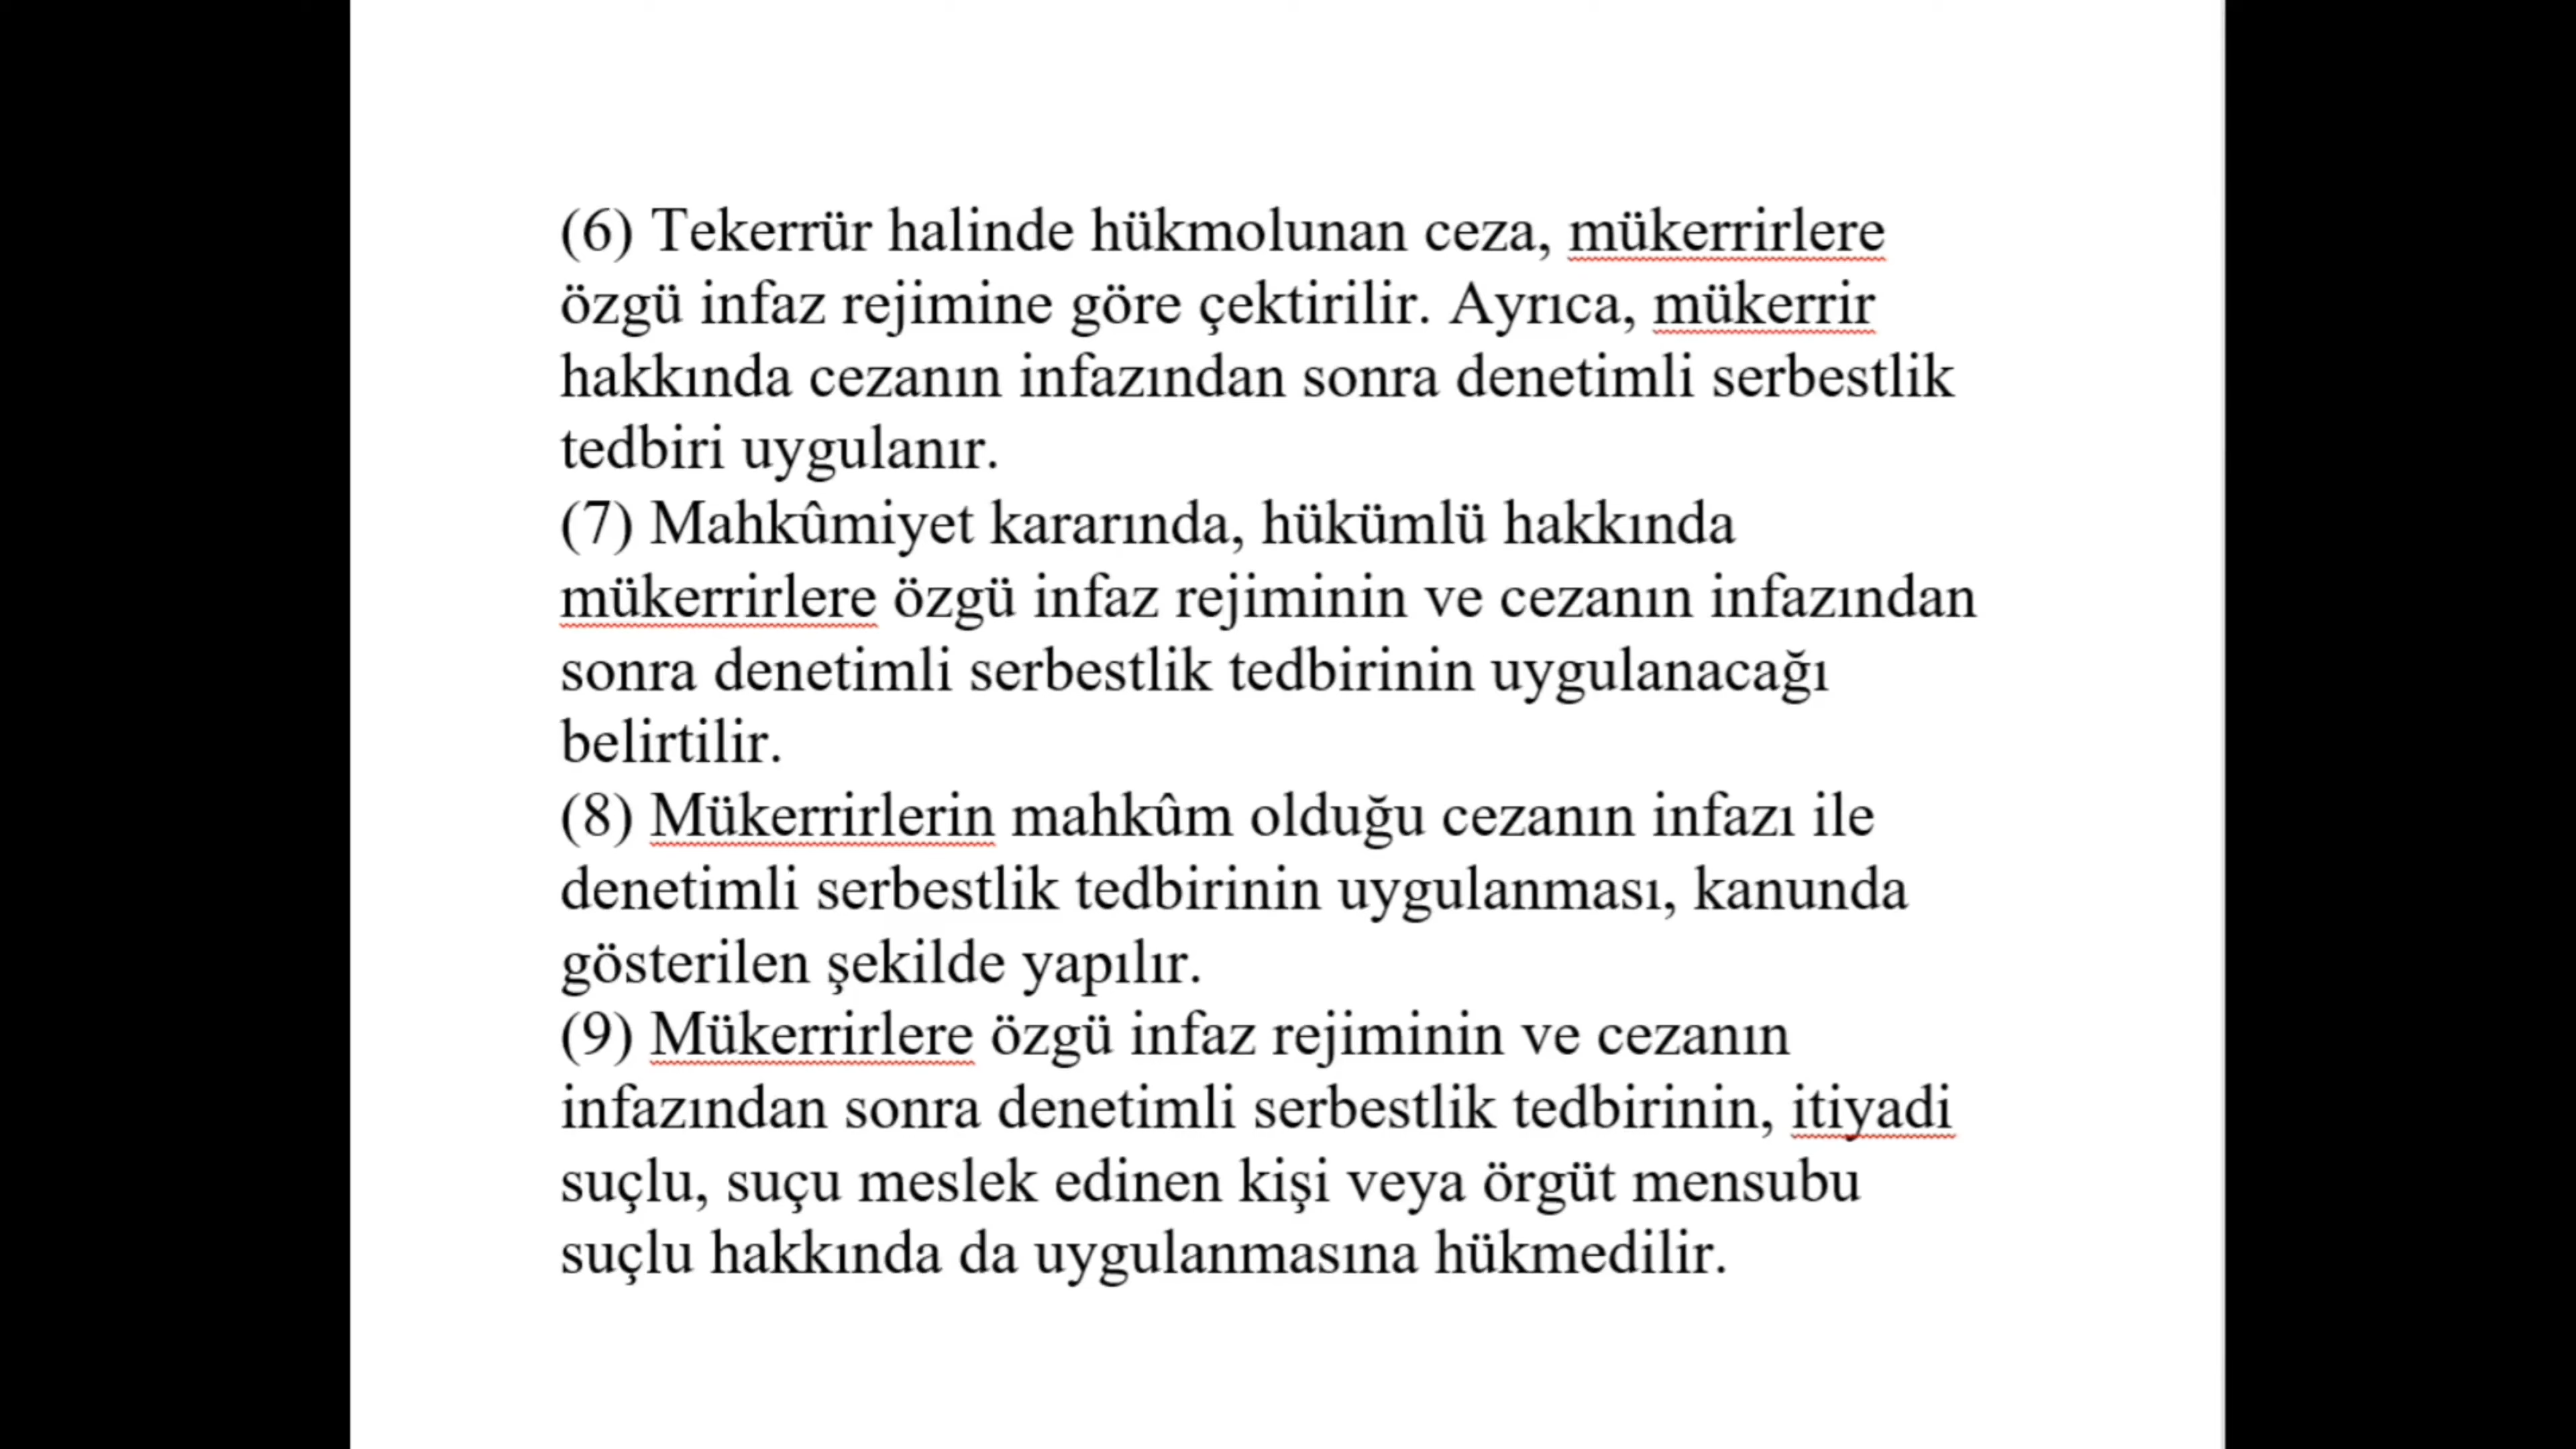 (6) Tekerrür halinde hükmolunan ceza, mükerrirlere
özgü infaz rejimine göre çektirilir. Ayrıca, mükerrir
hakkında cezanın infazından sonra denetimli serbestlik
tedbiri uygulanır.
(7) Mahkûmiyet kararında, hükümlü hakkında
mükerrirlere özgü infaz rejiminin ve cezanın infazından
sonra denetimli serbestlik tedbirinin uygulanacağı
belirtilir.
(8) Mükerrirlerin mahkûm olduğu cezanın infazı ile
denetimli serbestlik tedbirinin uygulanması, kanunda
gösterilen şekilde yapılır.
(9) Mükerrirlere özgü infaz rejiminin ve cezanın
infazından sonra denetimli serbestlik tedbirinin, itiyadi
suçlu, suçu meslek edinen kişi veya örgüt mensubu
suçlu hakkında da uygulanmasına hükmedilir.